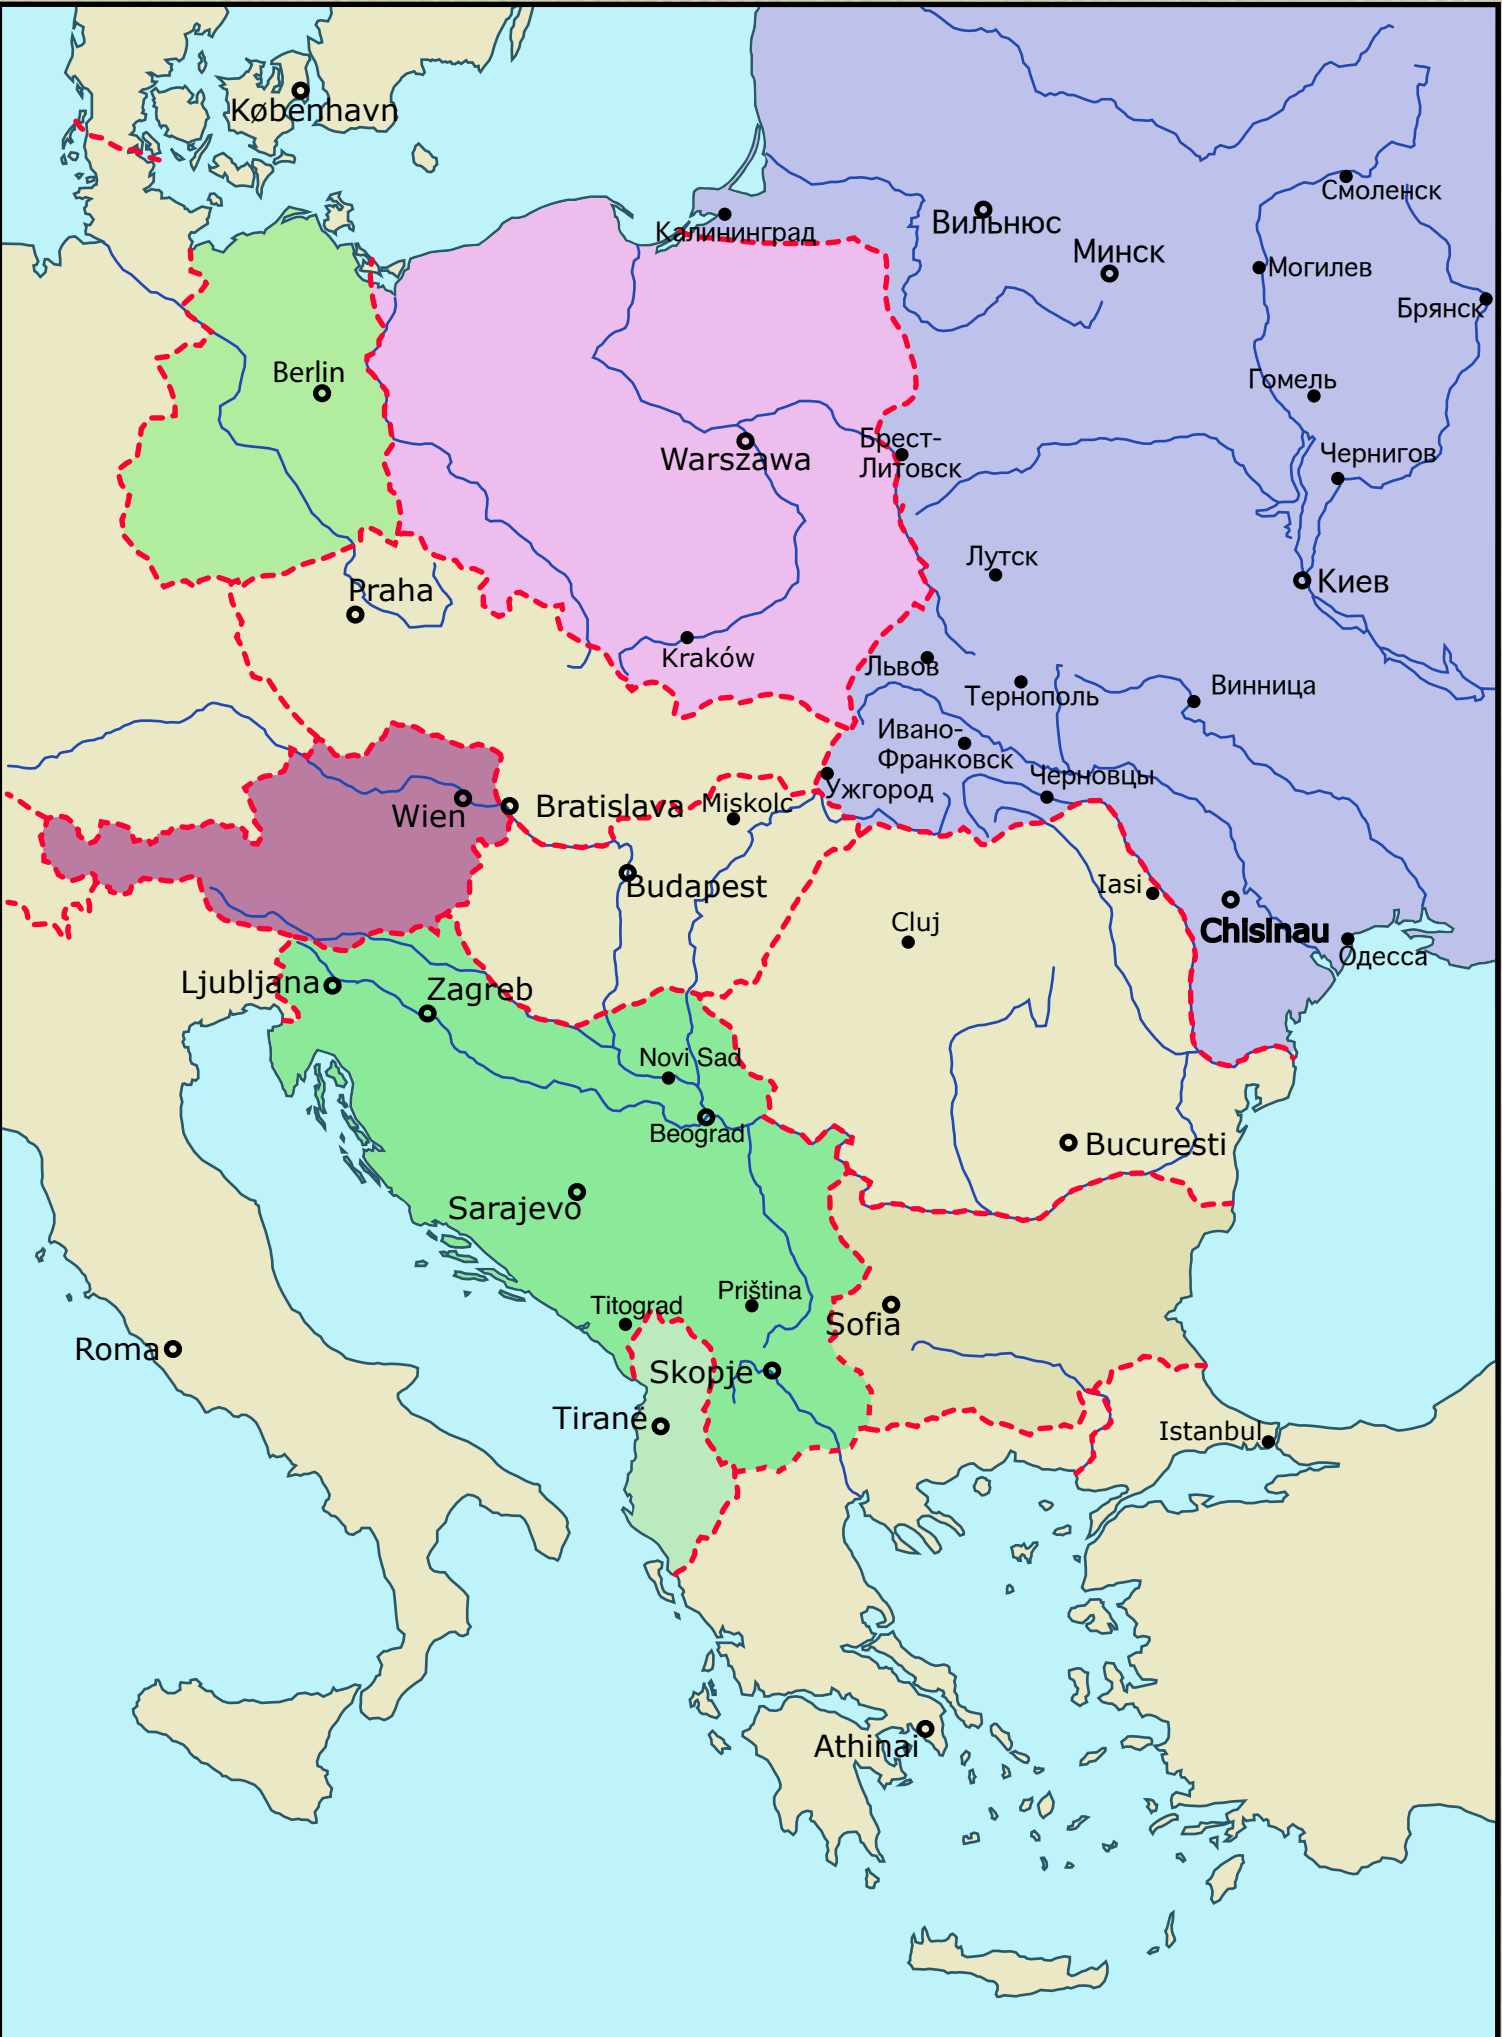 København
Калининград
Вильнюс
Смоленск
Минск
Могилев
Брянск
Berlin
Гомель
Warszawa
Брест-
Литовск
Чернигов
Лутск
Киев
Praha
Kraków
Львов
Тернополь
Винница
Ивано-
Франковск
Ужгород
Черновцы
Wien
Bratislava
Miskolc
Budapest
Iasi
Cluj
Chisinau
Одесса
Ljubljana
Zagreb
Novi Sad
Beograd
Bucuresti
Sarajevo
Priština
Titograd
Sofia
Roma
Skopje
Tiranë
Istanbul
Athinai